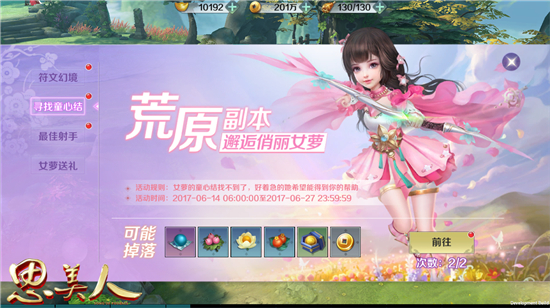 10192
201万
130/130
符文幻境
寻找童心结
最佳射手
女萝送礼
荒原副本
邂逅俏丽女萝
活动规则：女萝的童心结找不到了，好着急的她希望能得到你的帮助
活动时间：2017-06-14 06:00:00至2017-06-27 23:59:59
可能
掉落
前往
次数：2/2
思美人
Development Build